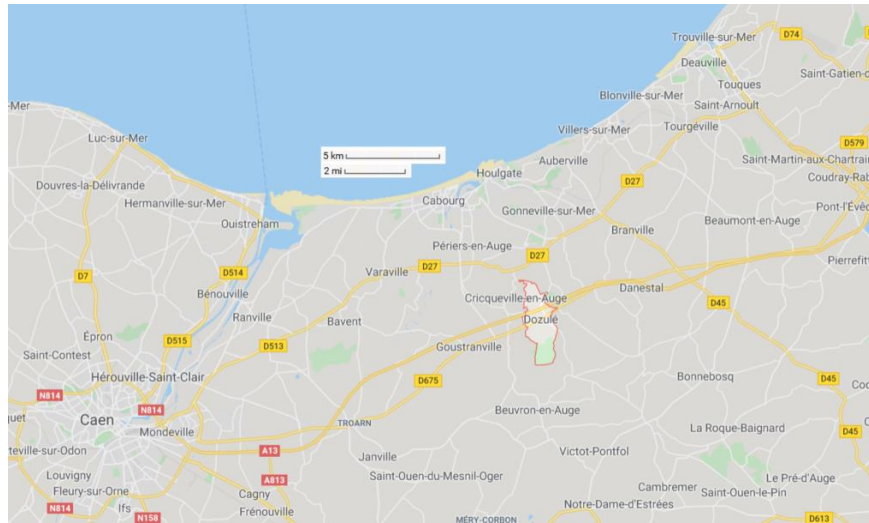 Trouville-sur-Mer
D74
Deauville
Saint-Gatien-d
Touques
Blonville-sur-Mer
Saint-Arnoult
-Mer
Luc-sur-Mer
Villers-sur-Mer
Tourgéville
D579
5 km
2 mi
Auberville
Saint-Martin-aux-Chartrain
Houlgate
Coudray-Rab
Douvres-la-Délivrande
D27
Hermanville-sur-Mer
Cabourg
Gonneville-sur-Mer
Pont-l'Évêq
Ouistreham
Beaumont-en-Auge
Branville
Périers-en-Auge
D27
Pierrefitt
D7
D514
Varaville
D27
Bénouville
Danestal
Cricqueville-en-Auge
D45
Ranville
Bavent
Dozulé
Épron
D515
D513
Goustranville
Saint-Contest
Hérouville-Saint-Clair
D675
Bonnebosq
D45
N814
N814
Beuvron-en-Auge
Caen
Mondeville
TROARN
La Roque-Baignard
D45
A13
Victot-Pontfol
teville-sur-Odon
Janville
Louvigny
Saint-Ouen-du-Mesnil-Oger
A813
Le Pré-d'Auge
Fleury-sur-Orne
Cagny
Cambremer
Saint-Ouen-le-Pin
N814
Ifs
Frénouville
Notre-Dame-d'Estrées
N158
MÉRY-CORBON
D613